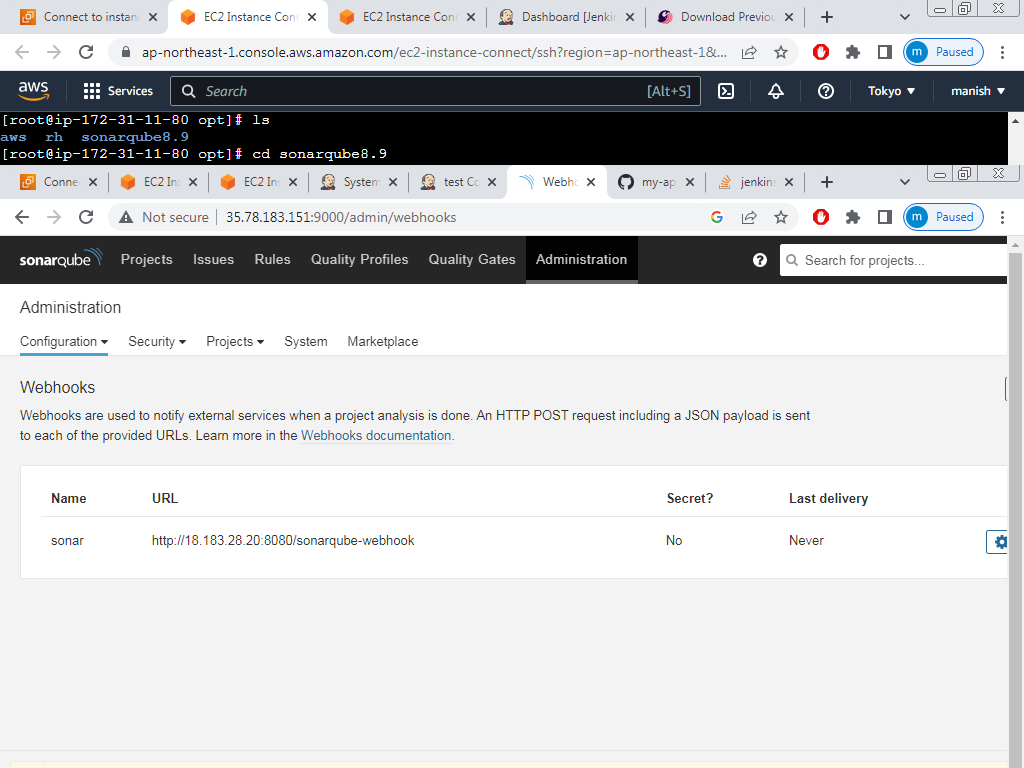 Connect to instan
EC2 Instance Conn
EC2 Instance Conn
Dashboard [Jenki
Download Previou
ap-northeast-1.console.aws.amazon.com/ec2-instance-connect/ssh?region=ap-northeast-1&...
m Paused
aws Services Search [Alt+S] Tokyo ▼ manish ▼
[root@ip-172-31-11-80 opt]# ls
aws rh sonarqube8.9
[root@ip-172-31-11-80 opt]# cd sonarqube8.9
Conne
EC2 In
EC2 In
System
test Co
Webho
my-ap
jenkins
Not secure 35.78.183.151:9000/admin/webhooks
m Paused
sonarqube Projects Issues Rules Quality Profiles Quality Gates Administration Search for projects...
Administration
Configuration Security Projects System Marketplace
Webhooks
Webhooks are used to notify external services when a project analysis is done. An HTTP POST request including a JSON payload is sent
to each of the provided URLs. Learn more in the Webhooks documentation.
Name URL Secret? Last delivery
sonar http://18.183.28.20:8080/sonarqube-webhook No Never